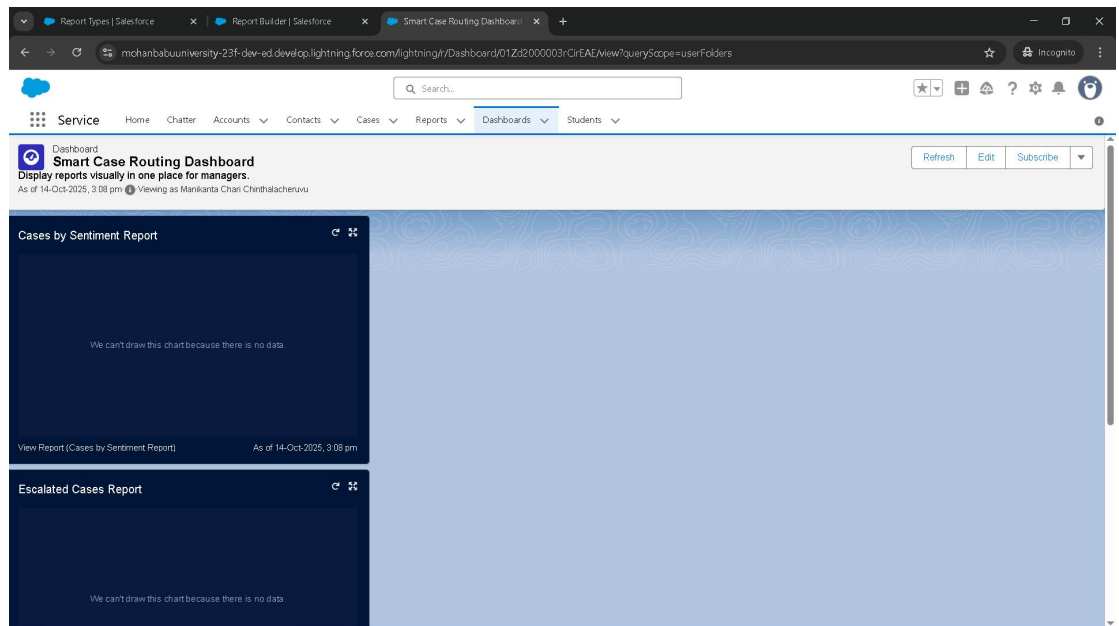 Report Types | Salesforce
Report Builder | Salesforce
Smart Case Routing Dashboard
mohanbabuuniversity-23f-dev-ed.develop.lightning.force.com/lightning/r/Dashboard/01Zd2000003rCirEAE/view?queryScope=userFolders
Incognito
Search...
Service
Home
Chatter
Accounts
Contacts
Cases
Reports
Dashboards
Students
Dashboard
Smart Case Routing Dashboard
Display reports visually in one place for managers.
As of 14-Oct-2025, 3:08 pm Viewing as Manikanta Chari Chinthalacheruvu
Refresh
Edit
Subscribe
Cases by Sentiment Report
We can't draw this chart because there is no data.
View Report (Cases by Sentiment Report)
As of 14-Oct-2025, 3:08 pm
Escalated Cases Report
We can't draw this chart because there is no data.